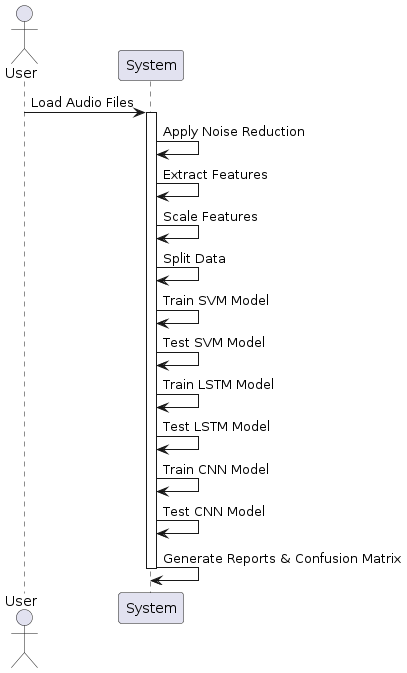 User
System
Load Audio Files
Apply Noise Reduction
Extract Features
Scale Features
Split Data
Train SVM Model
Test SVM Model
Train LSTM Model
Test LSTM Model
Train CNN Model
Test CNN Model
Generate Reports & Confusion Matrix
User
System